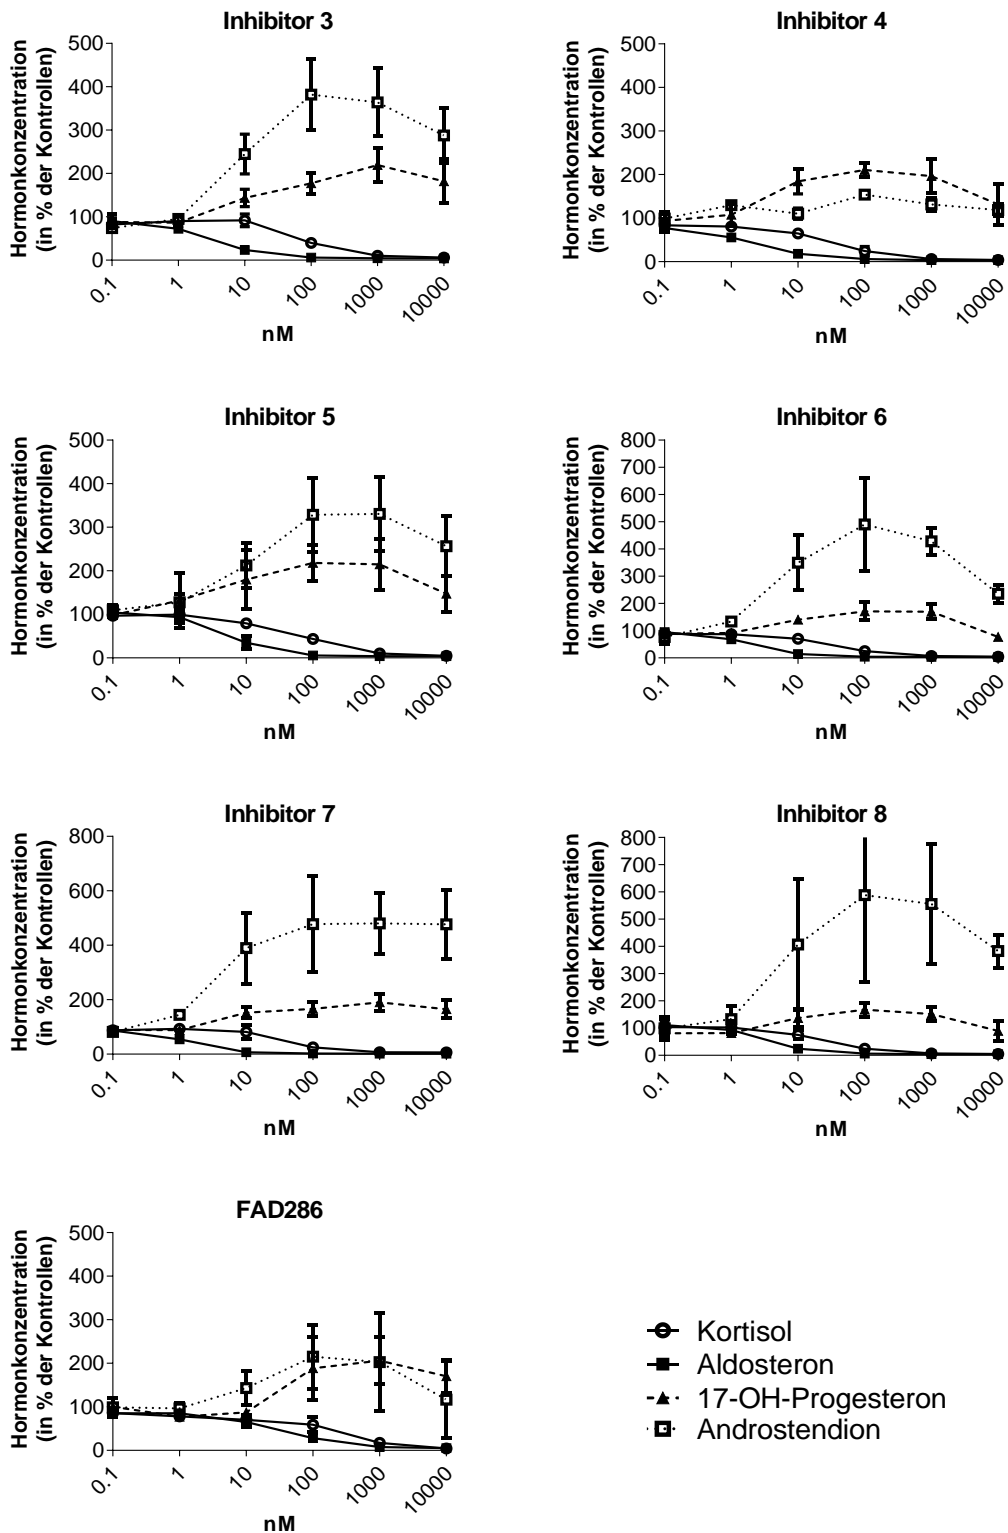 Inhibitor 3
Hormonkonzentration
(in % der Kontrollen)
500
400
300
200
100
0
0.1 1 10 100 1000 10000
nM
Inhibitor 4
Hormonkonzentration
(in % der Kontrollen)
500
400
300
200
100
0
0.1 1 10 100 1000 10000
nM
Inhibitor 5
Hormonkonzentration
(in % der Kontrollen)
500
400
300
200
100
0
0.1 1 10 100 1000 10000
nM
Inhibitor 6
Hormonkonzentration
(in % der Kontrollen)
800
700
600
500
400
300
200
100
0
0.1 1 10 100 1000 10000
nM
Inhibitor 7
Hormonkonzentration
(in % der Kontrollen)
800
600
400
200
0
0.1 1 10 100 1000 10000
nM
Inhibitor 8
Hormonkonzentration
(in % der Kontrollen)
800
700
600
500
400
300
200
100
0
0.1 1 10 100 1000 10000
nM
FAD286
Hormonkonzentration
(in % der Kontrollen)
500
400
300
200
100
0
0.1 1 10 100 1000 10000
nM
Kortisol
Aldosteron
17-OH-Progesteron
Androstendion